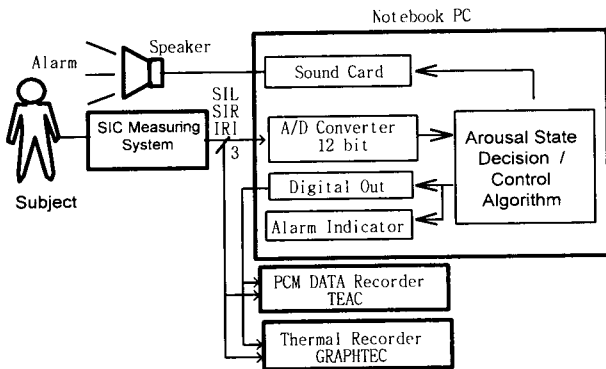 Notebook PC
Speaker
Alarm
Sound Card
SIL
SIR
IRI
3
SIC Measuring
System
A/D Converter
12 bit
Arousal State
Decision /
Control
Algorithm
Digital Out
Alarm Indicator
Subject
PCM DATA Recorder
TEAC
Thermal Recorder
GRAPHTEC